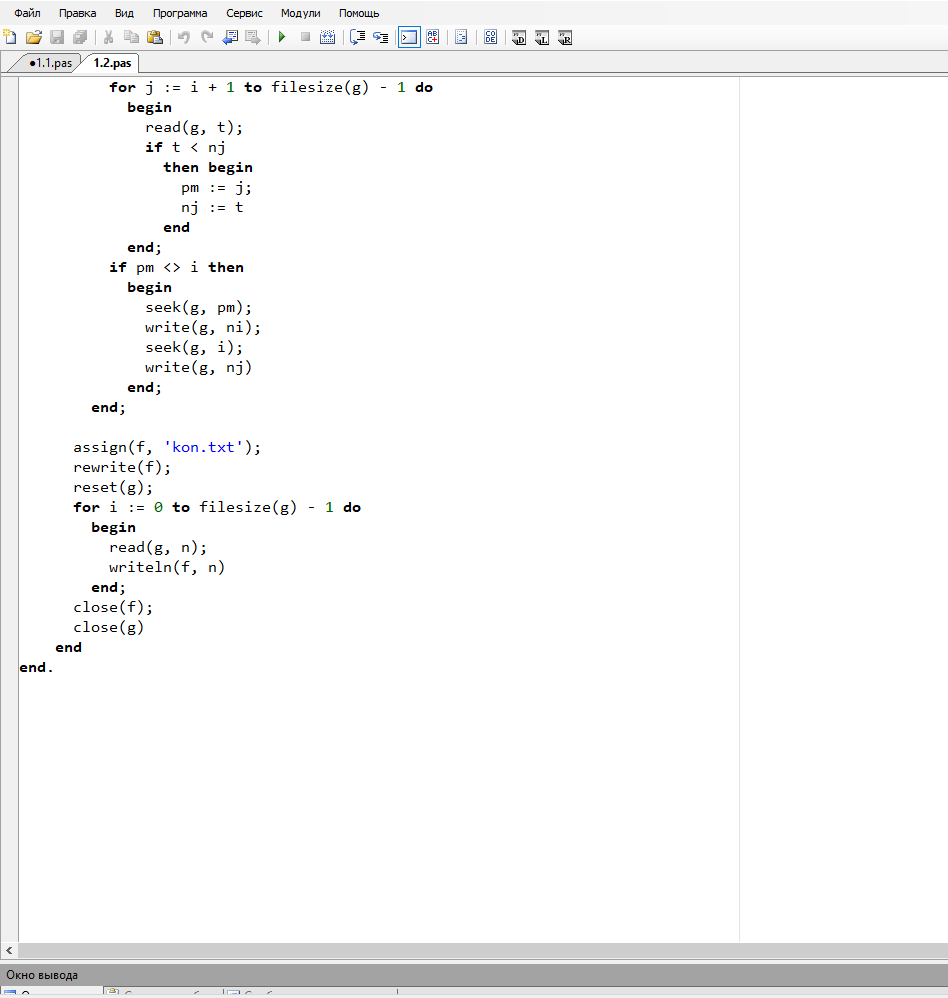 Файл Правка Вид Программа Сервис Модули Помощь
•1.1.pas 1.2.pas
for j := i + 1 to filesize(g) - 1 do
begin
read(g, t);
if t < nj
then begin
pm := j;
nj := t
end
end;
if pm <> i then
begin
seek(g, pm);
write(g, ni);
seek(g, i);
write(g, nj)
end;
end;
assign(f, 'kon.txt');
rewrite(f);
reset(g);
for i := 0 to filesize(g) - 1 do
begin
read(g, n);
writeln(f, n)
end;
close(f);
close(g)
end
end.
Окно вывода